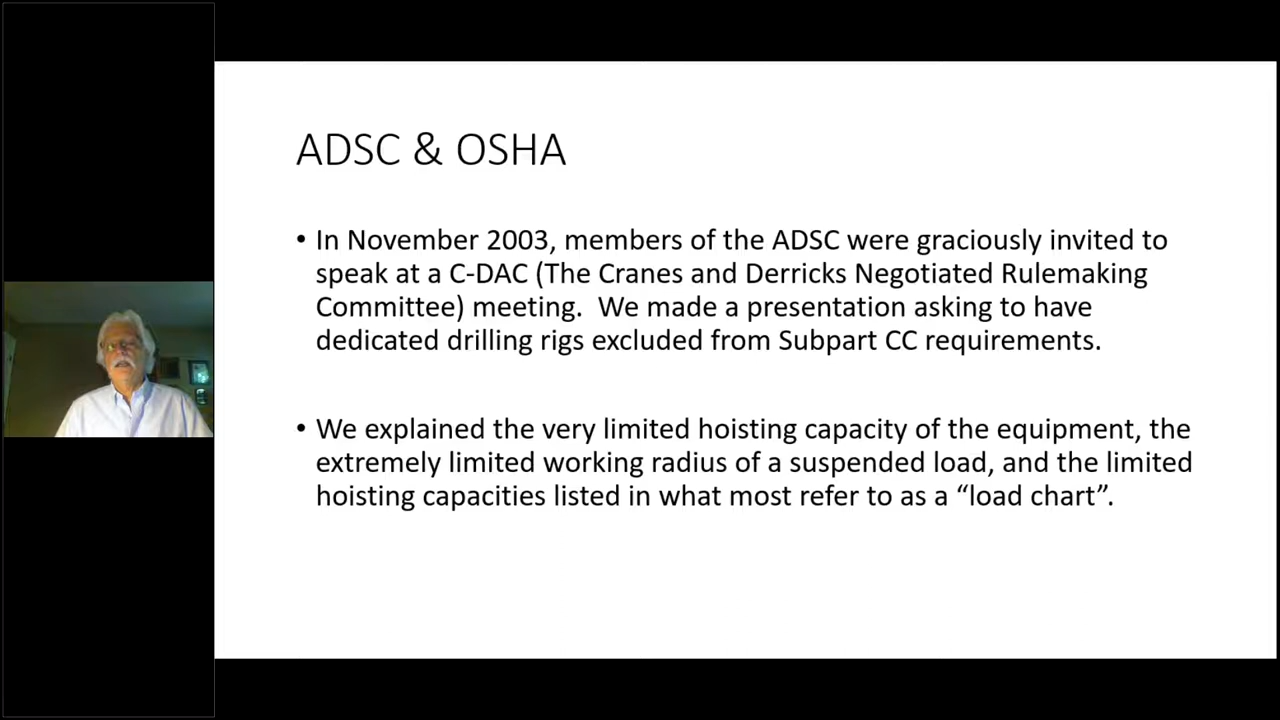 ADSC & OSHA
• In November 2003, members of the ADSC were graciously invited to
speak at a C-DAC (The Cranes and Derricks Negotiated Rulemaking
Committee) meeting.  We made a presentation asking to have
dedicated drilling rigs excluded from Subpart CC requirements.
• We explained the very limited hoisting capacity of the equipment, the
extremely limited working radius of a suspended load, and the limited
hoisting capacities listed in what most refer to as a “load chart”.